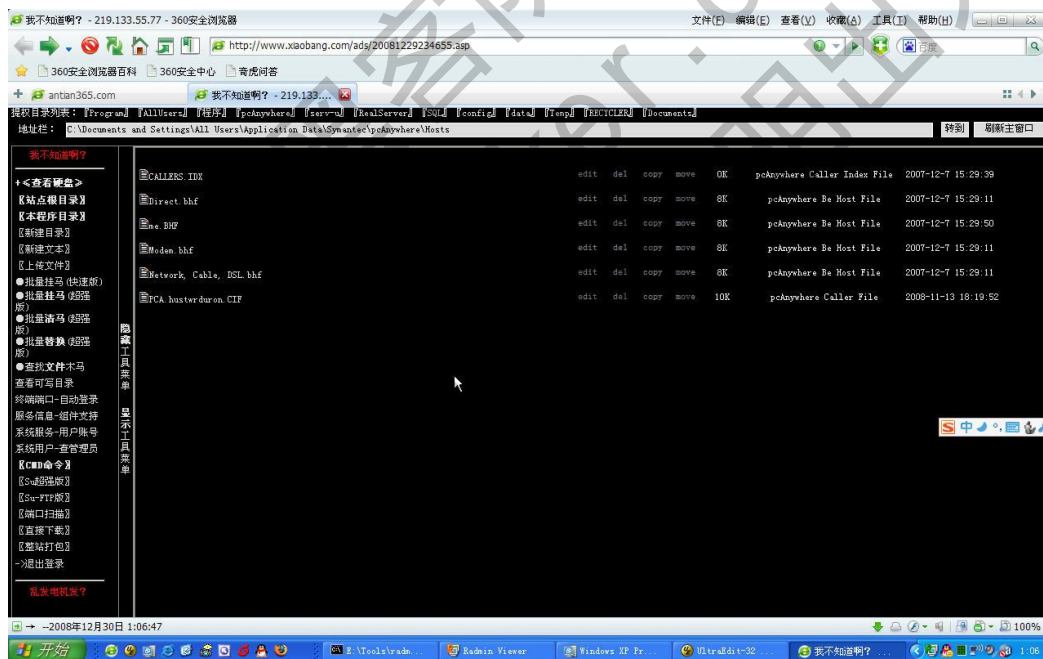 我不知道啊? - 219.133.55.77 - 360安全浏览器
文件(F) 编辑(E) 查看(V) 收藏(A) 工具(T) 帮助(H)
http://www.xiaobang.com/ads/20081229234655.asp
百度
360安全浏览器百科 360安全中心 奇虎问答
antian365.com 我不知道啊? - 219.133....
提权目录列表: 『Program』 『AllUsers』 『程序』 『pcAnywhere』 『serv-u』 『RealServer』 『SQL』 『config』 『data』 『Temp』 『RECYCLER』 『Documents』
地址栏: C:\Documents and Settings\All Users\Application Data\Symantec\pcAnywhere\Hosts 转到 刷新主窗口
我不知道啊?
+≪查看硬盘≫
〖站点根目录〗
〖本程序目录〗
〖新建目录〗
〖新建文本〗
〖上传文件〗
●批量挂马(快速版)
●批量挂马(超强版)
●批量清马(超强版)
●批量替换(超强版)
●查找文件木马
查看可写目录
终端端口-自动登录
服务信息-组件支持
系统服务-用户账号
系统用户-查管理员
〖CMD命令〗
〖Su超强版〗
〖Su-FTP版〗
〖端口扫描〗
〖直接下载〗
〖整站打包〗
->退出登录
乱发电机发?
隐藏工具菜单
显示工具菜单
CALLERS.IDX edit del copy move 0K pcAnywhere Caller Index File 2007-12-7 15:29:39
Direct.bhf edit del copy move 8K pcAnywhere Be Host File 2007-12-7 15:29:11
me.BHF edit del copy move 8K pcAnywhere Be Host File 2007-12-7 15:29:50
Modem.bhf edit del copy move 8K pcAnywhere Be Host File 2007-12-7 15:29:11
Network, Cable, DSL.bhf edit del copy move 8K pcAnywhere Be Host File 2007-12-7 15:29:11
PCA.hustwrduron.CIF edit del copy move 10K pcAnywhere Caller File 2008-11-13 18:19:52
中
--2008年12月30日 1:06:47
100%
开始 E:\Tools\radm... Radmin Viewer Windows XP Pr... UltraEdit-32 ... 我不知道啊? ... 1:06